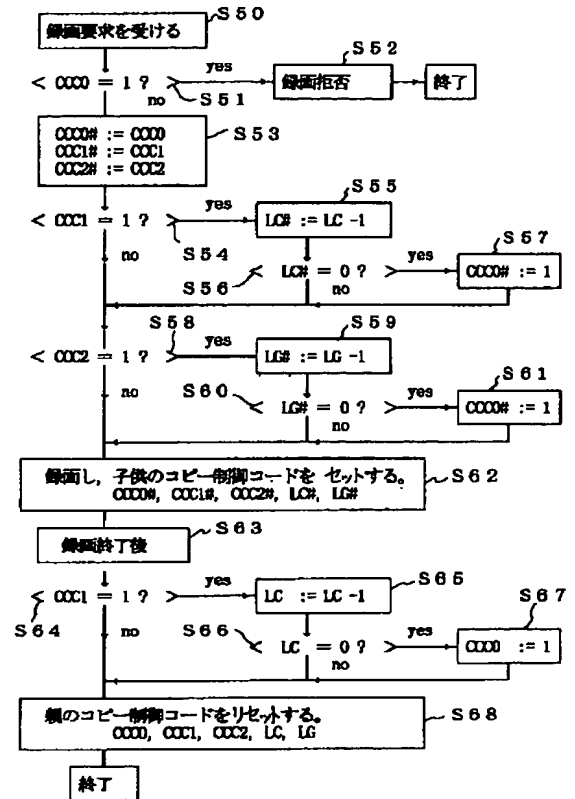 S50
録画要求を受ける
S52
yes
< CCC0 = 1 ? >
録画拒否
終了
no
S51
CCC0# := CCC0
CCC1# := CCC1
CCC2# := CCC2
S53
S55
yes
< CCC1 = 1 ? >
LC# := LC -1
S57
no
S54
yes
S56
< LC# = 0 ? >
CCC0# := 1
no
S58
S59
yes
< CCC2 = 1 ? >
LG# := LG -1
S61
no
S60
< LG# = 0 ? >
yes
CCC0# := 1
no
録画し, 子供のコピー制御コードを セットする。
CCC0#, CCC1#, CCC2#, LC#, LG#
S62
S63
録画終了後
yes
S65
< CCC1 = 1 ? >
LC := LC -1
S67
S64
no
S66
< LC = 0 ?
yes
>
CCC0 := 1
no
親のコピー制御コードをリセットする。
CCC0, CCC1, CCC2, LC, LG
S68
終了